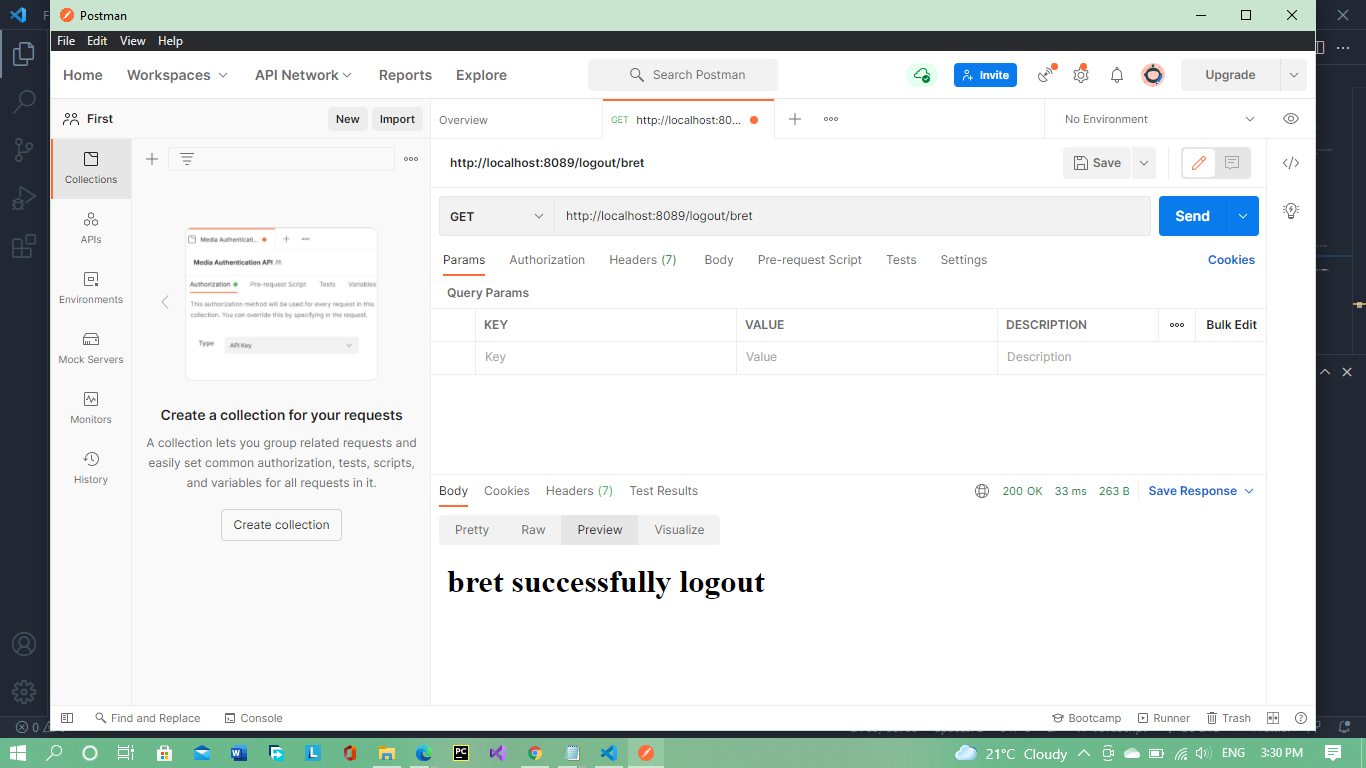 Postman
File Edit View Help
Home Workspaces API Network Reports Explore Search Postman Invite Upgrade
First New Import Overview GET http://localhost:80... No Environment
http://localhost:8089/logout/bret Save
Collections
APIs
Environments
Mock Servers
Monitors
History
Media Authenticati...
Media Authentication API
Authorization Pre-request Script Tests Variables
This authorization method will be used for every request in this
collection. You can override this by specifying in the request.
Type API Key
Create a collection for your requests
A collection lets you group related requests and
easily set common authorization, tests, scripts,
and variables for all requests in it.
Create collection
GET http://localhost:8089/logout/bret Send
Params Authorization Headers (7) Body Pre-request Script Tests Settings Cookies
Query Params
KEY VALUE DESCRIPTION Bulk Edit
Key Value Description
Body Cookies Headers (7) Test Results 200 OK 33 ms 263 B Save Response
Pretty Raw Preview Visualize
bret successfully logout
Find and Replace Console Bootcamp Runner Trash
21°C Cloudy ENG 3:30 PM